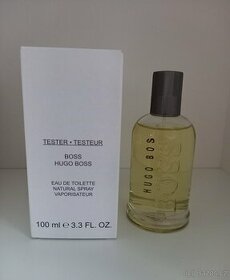 TESTER • TESTEUR
BOSS
HUGO BOSS
EAU DE TOILETTE
NATURAL SPRAY
VAPORISATEUR
100 ml e 3.3 FL. OZ.
HUGO BOSS
BOSS